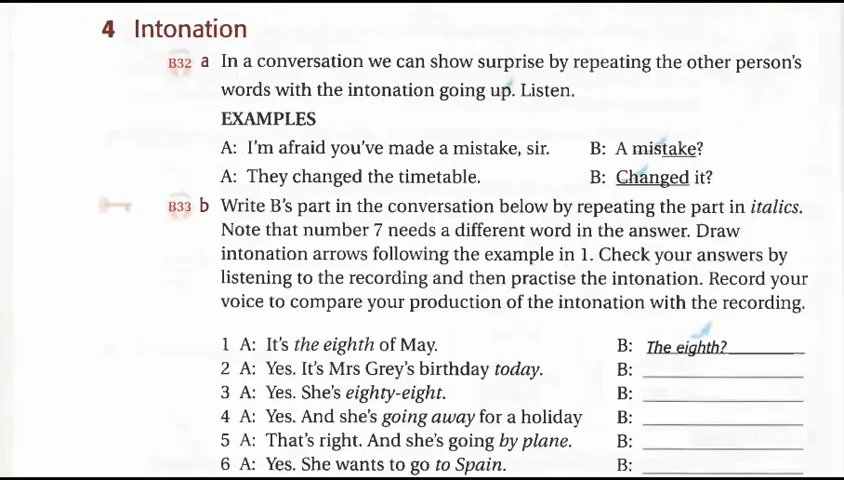 4 Intonation
B32 a In a conversation we can show surprise by repeating the other person's
words with the intonation going up. Listen.
EXAMPLES
A: I'm afraid you've made a mistake, sir. B: A mistake?
A: They changed the timetable. B: Changed it?
B33 b Write B's part in the conversation below by repeating the part in italics.
Note that number 7 needs a different word in the answer. Draw
intonation arrows following the example in 1. Check your answers by
listening to the recording and then practise the intonation. Record your
voice to compare your production of the intonation with the recording.
1 A: It's the eighth of May. B: The eighth?
2 A: Yes. It's Mrs Grey's birthday today. B:
3 A: Yes. She's eighty-eight. B:
4 A: Yes. And she's going away for a holiday B:
5 A: That's right. And she's going by plane. B:
6 A: Yes. She wants to go to Spain. B: